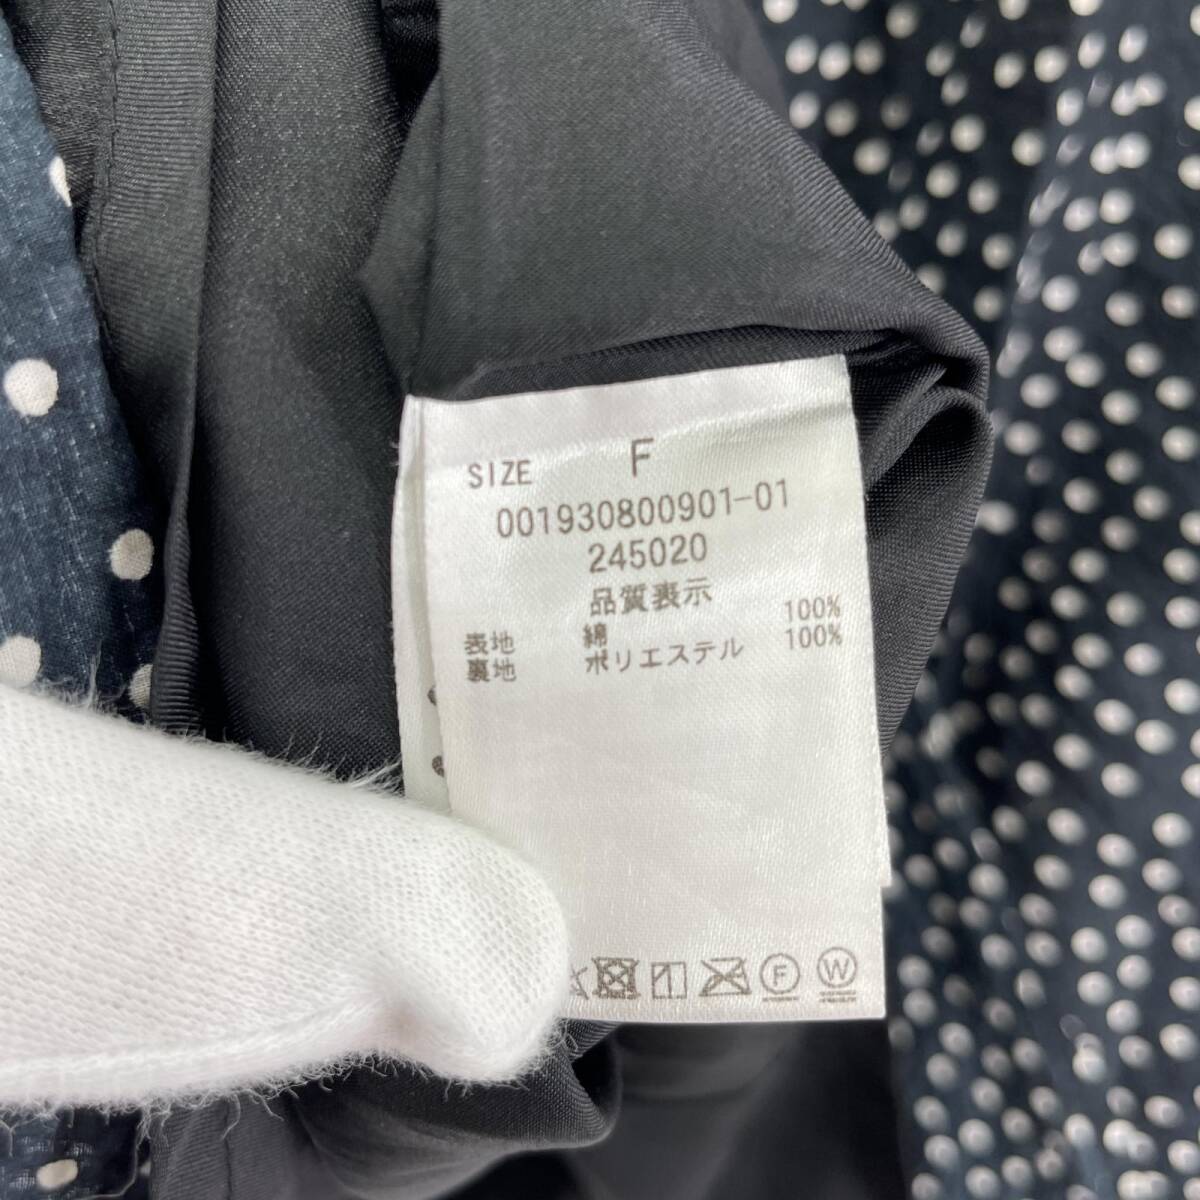 SIZE F
001930800901-01
245020
品質表示
表地 綿 100%
裏地 ポリエステル 100%
F W